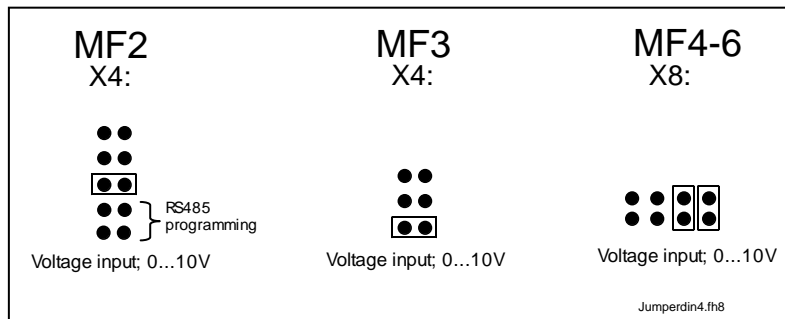 MF2
X4:
RS485
programming
Voltage input; 0...10V
MF3
X4:
Voltage input; 0...10V
MF4-6
X8:
Voltage input; 0...10V
Jumperdin4.fh8